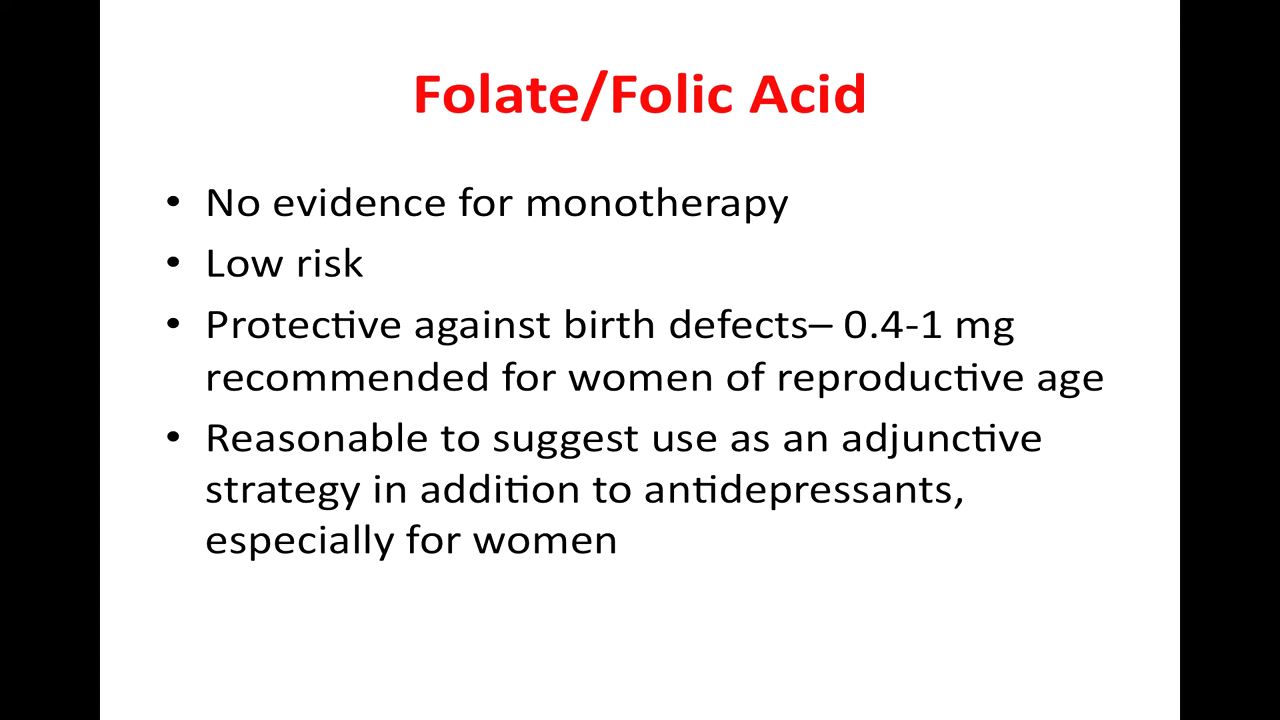 Folate/Folic Acid
• No evidence for monotherapy
• Low risk
• Protective against birth defects– 0.4-1 mg
recommended for women of reproductive age
• Reasonable to suggest use as an adjunctive
strategy in addition to antidepressants,
especially for women